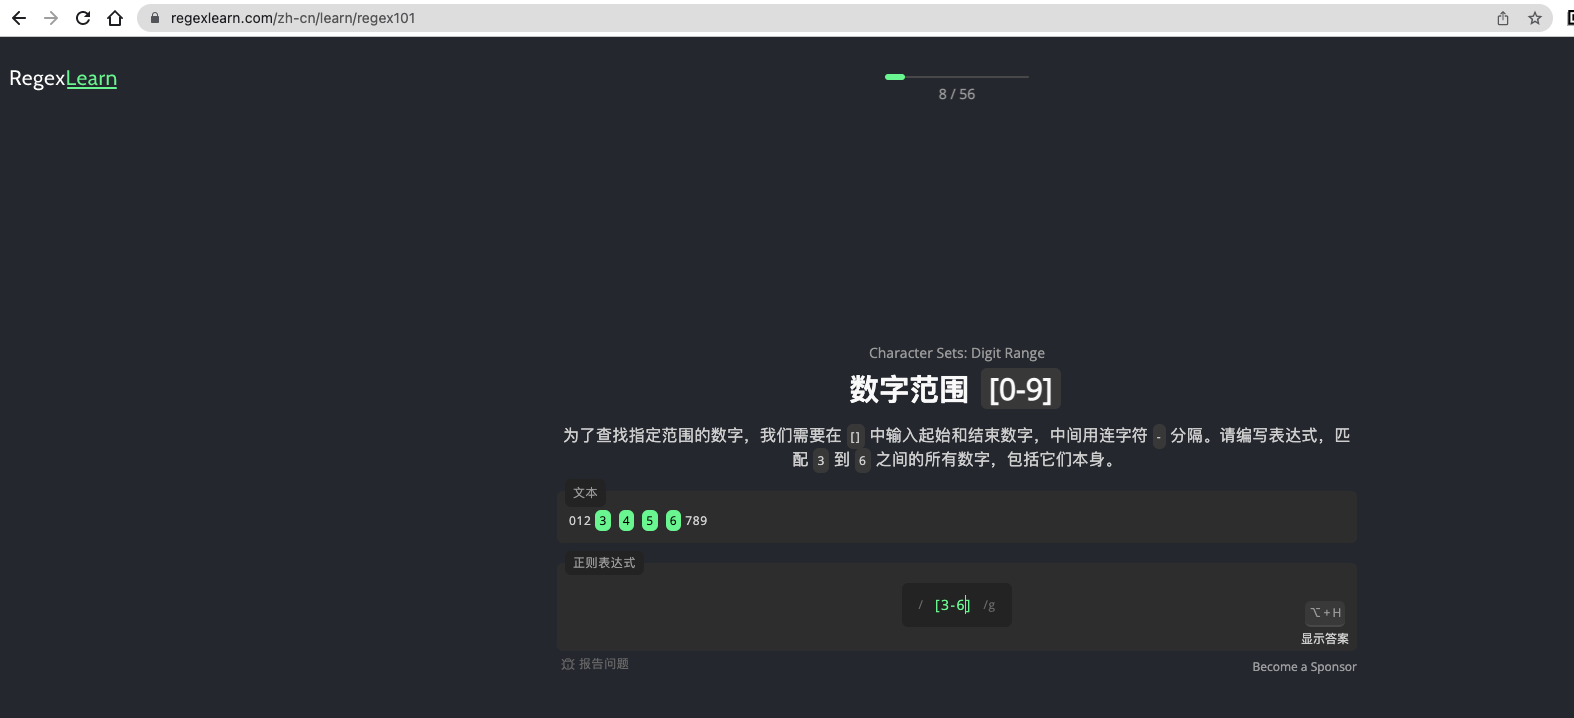 regexlearn.com/zh-cn/learn/regex101
RegexLearn
8 / 56
Character Sets: Digit Range
数字范围 [0-9]
为了查找指定范围的数字，我们需要在 [] 中输入起始和结束数字，中间用连字符 - 分隔。请编写表达式，匹
配 3 到 6 之间的所有数字，包括它们本身。
文本
012 3 4 5 6 789
正则表达式
/ [3-6] /g
⌥ + H
显示答案
报告问题
Become a Sponsor